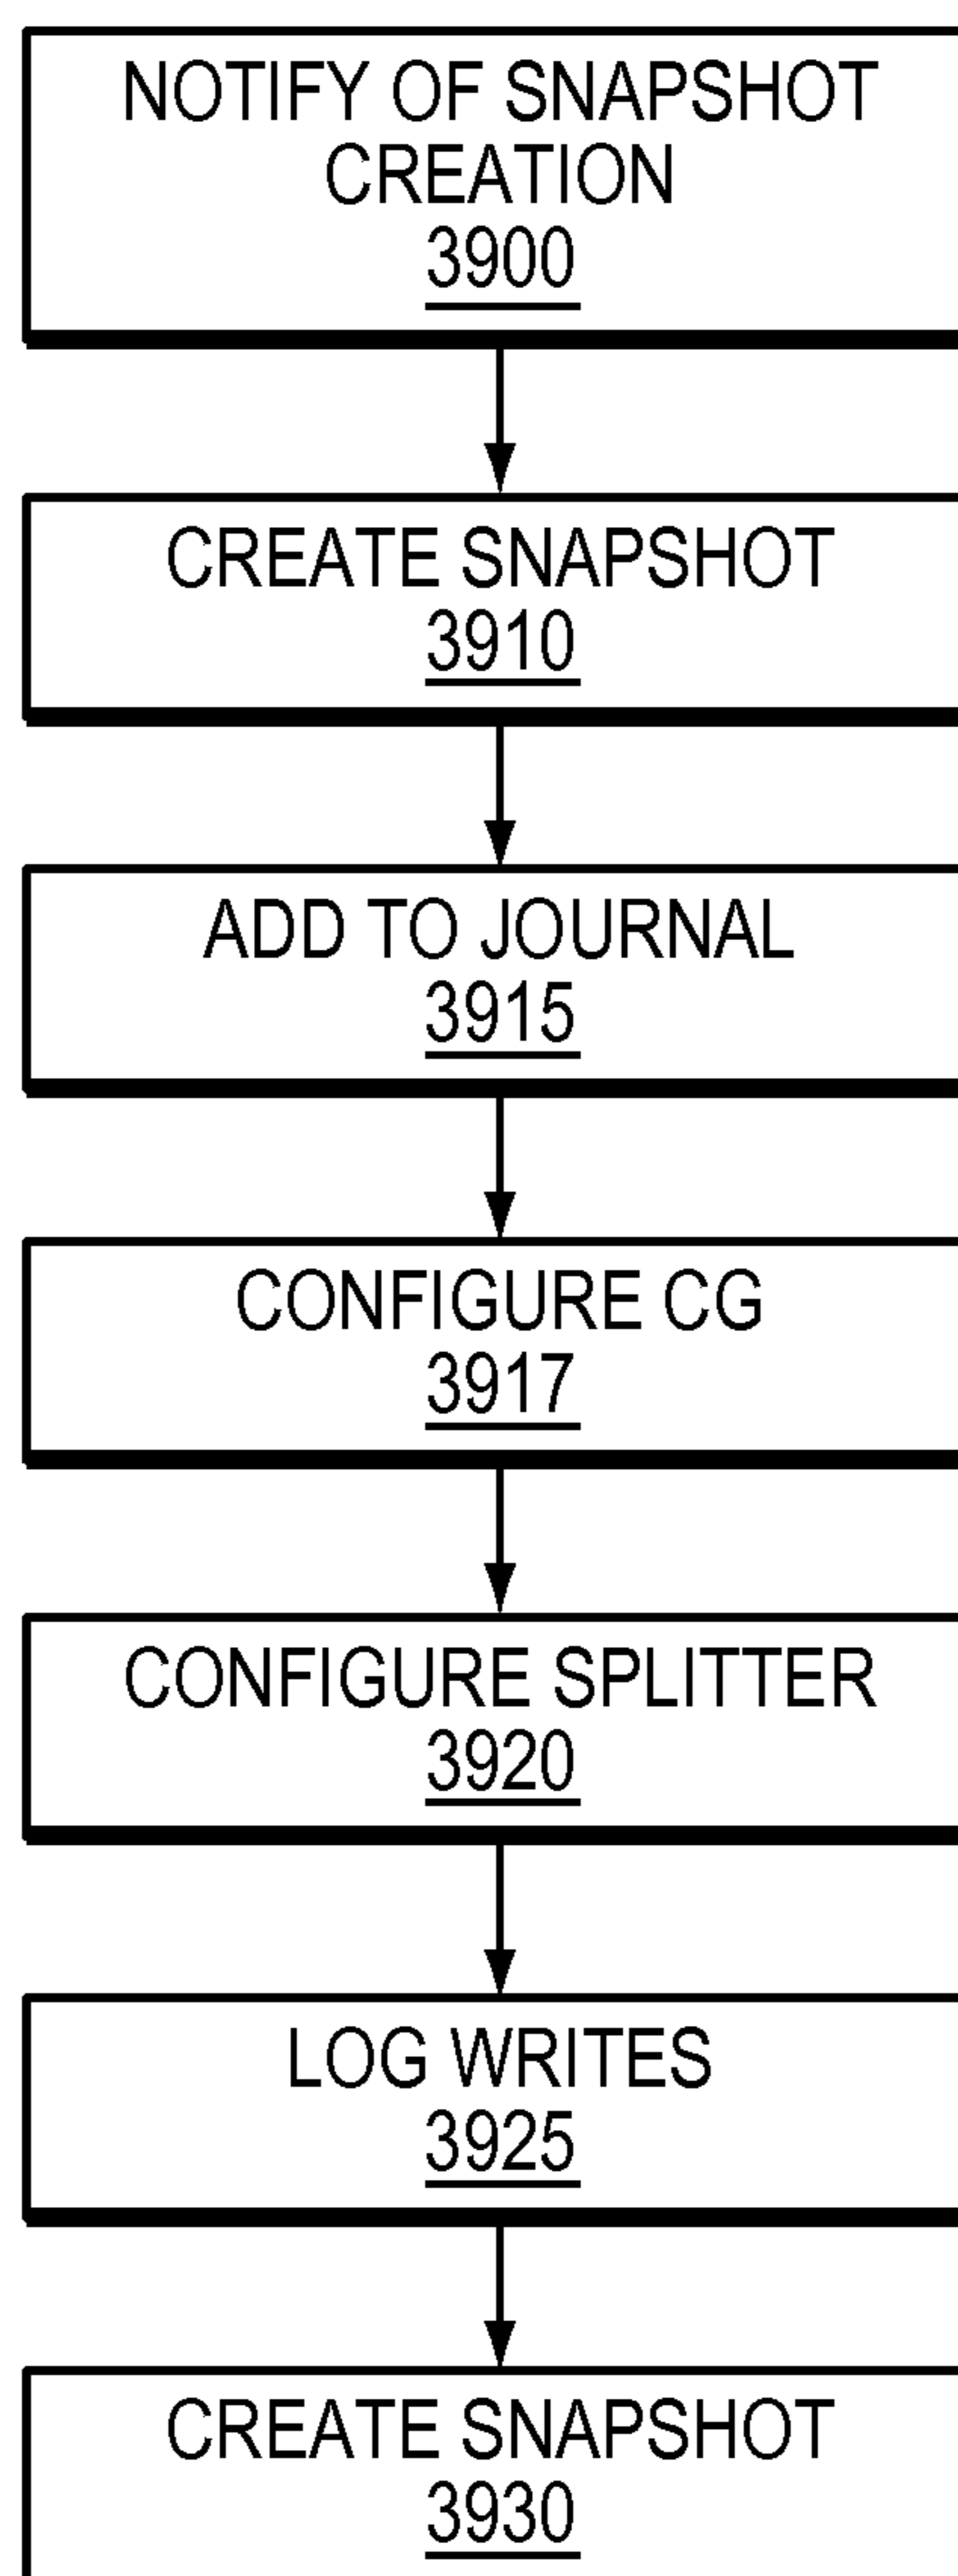 NOTIFY OF SNAPSHOT
CREATION
3900
CREATE SNAPSHOT
3910
ADD TO JOURNAL
3915
CONFIGURE CG
3917
CONFIGURE SPLITTER
3920
LOG WRITES
3925
CREATE SNAPSHOT
3930